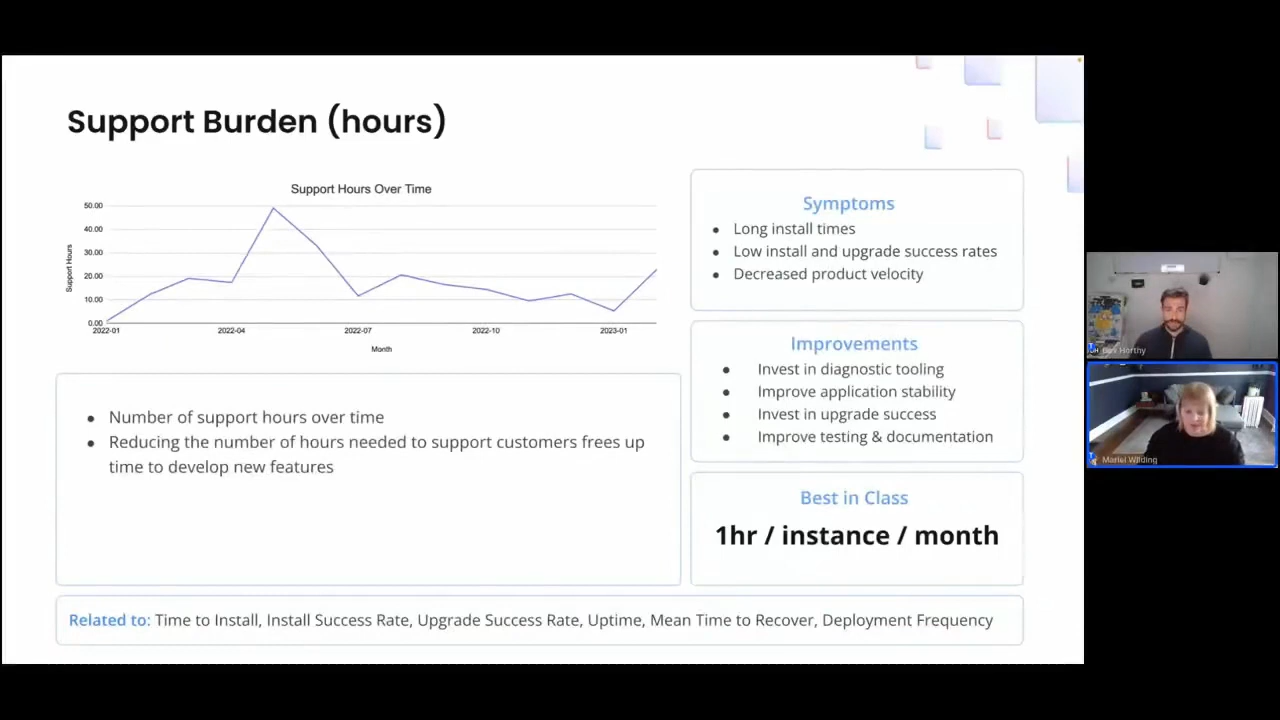 Support Burden (hours)
Support Hours Over Time
50.00
40.00
30.00
20.00
10.00
0.00
Support Hours
2022-01
2022-04
2022-07
2022-10
2023-01
Month
Number of support hours over time
Reducing the number of hours needed to support customers frees up
time to develop new features
Symptoms
Long install times
Low install and upgrade success rates
Decreased product velocity
Improvements
Invest in diagnostic tooling
Improve application stability
Invest in upgrade success
Improve testing & documentation
Best in Class
1hr / instance / month
Related to: Time to Install, Install Success Rate, Upgrade Success Rate, Uptime, Mean Time to Recover, Deployment Frequency
Horthy
Mariel Wilding